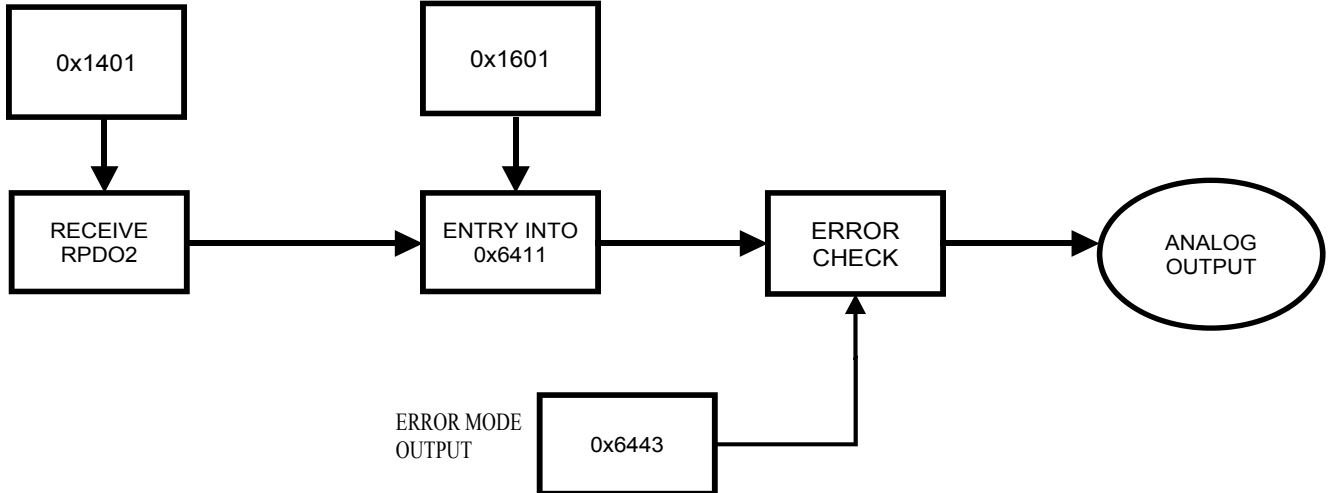 0x1401
0x1601
RECEIVE
RPDO2
ENTRY INTO
0x6411
ERROR
CHECK
ANALOG
OUTPUT
ERROR MODE
OUTPUT
0x6443